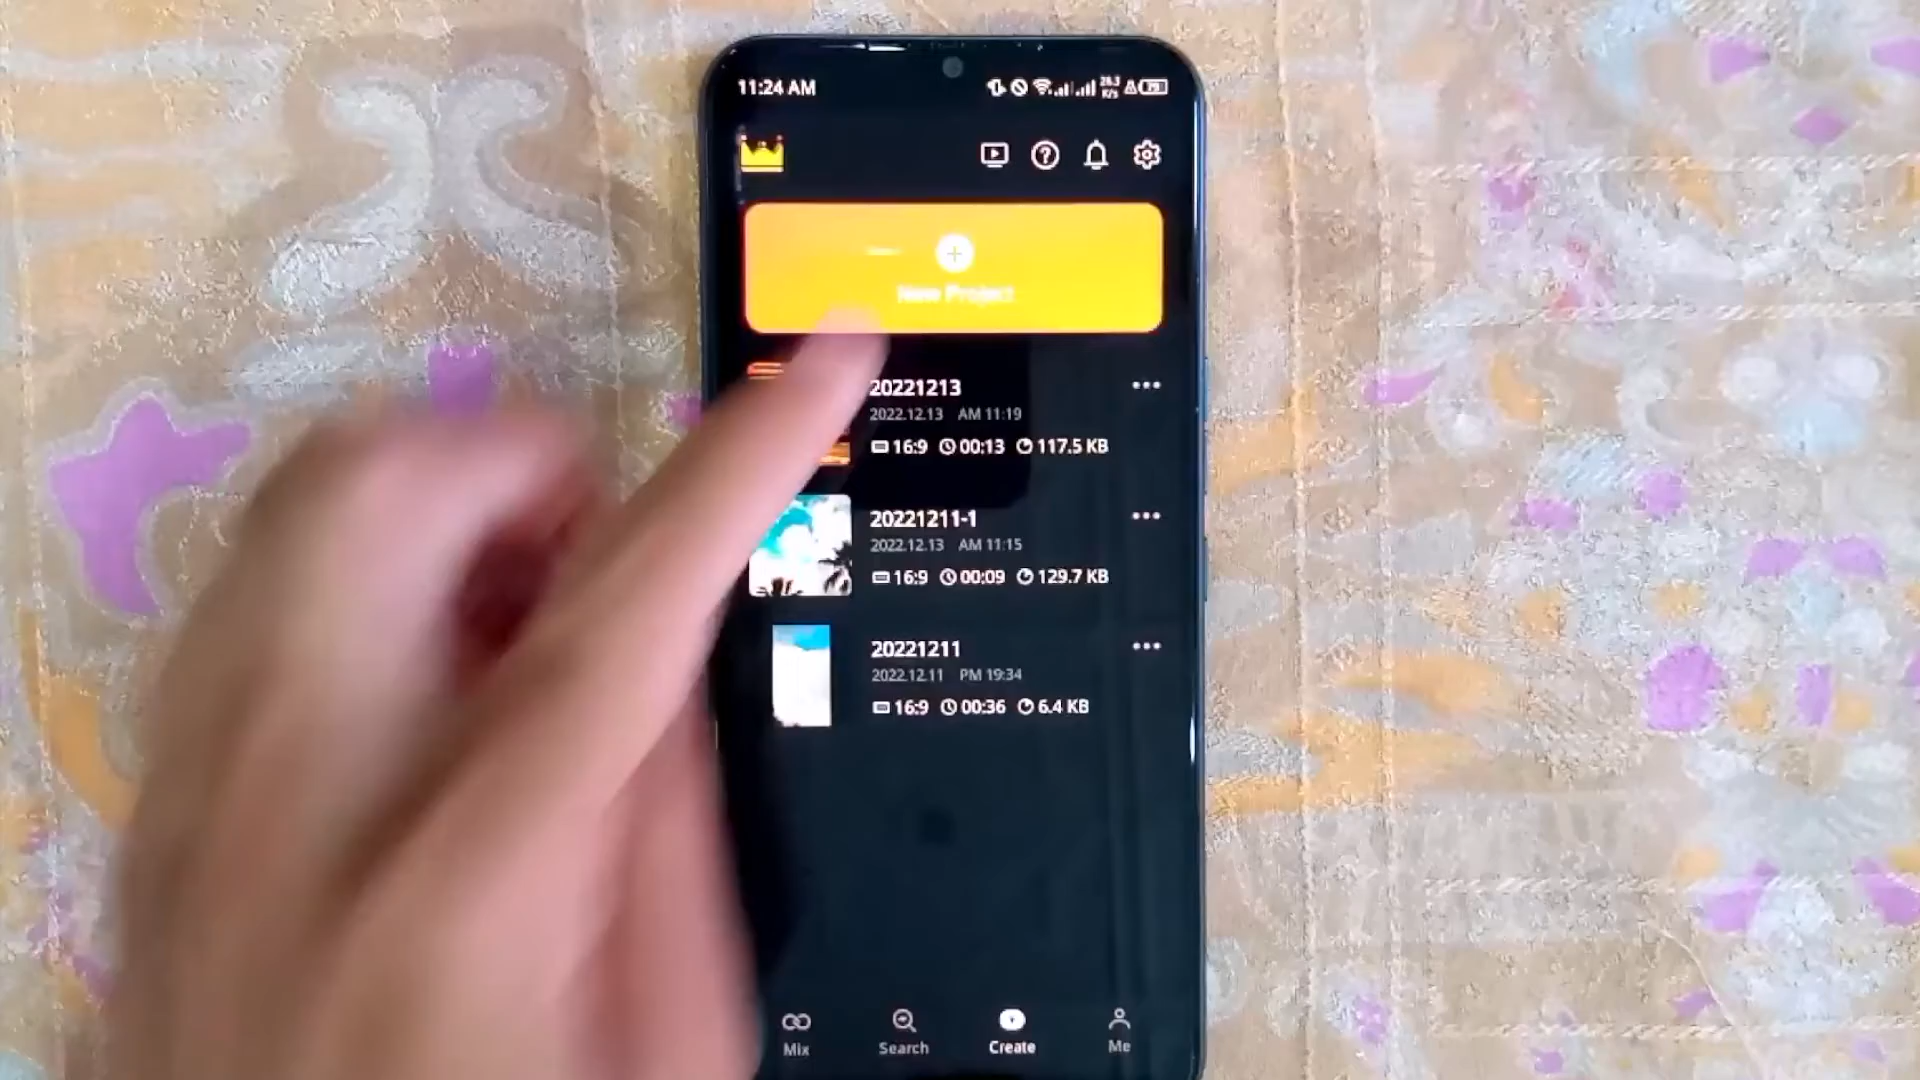 11:24 AM
New Project
20221213
2022.12.13 AM 11:19
16:9 00:13 117.5 KB
20221211-1
2022.12.13 AM 11:15
16:9 00:09 129.7 KB
20221211
2022.12.11 PM 19:34
16:9 00:36 6.4 KB
Mix Search Create Me